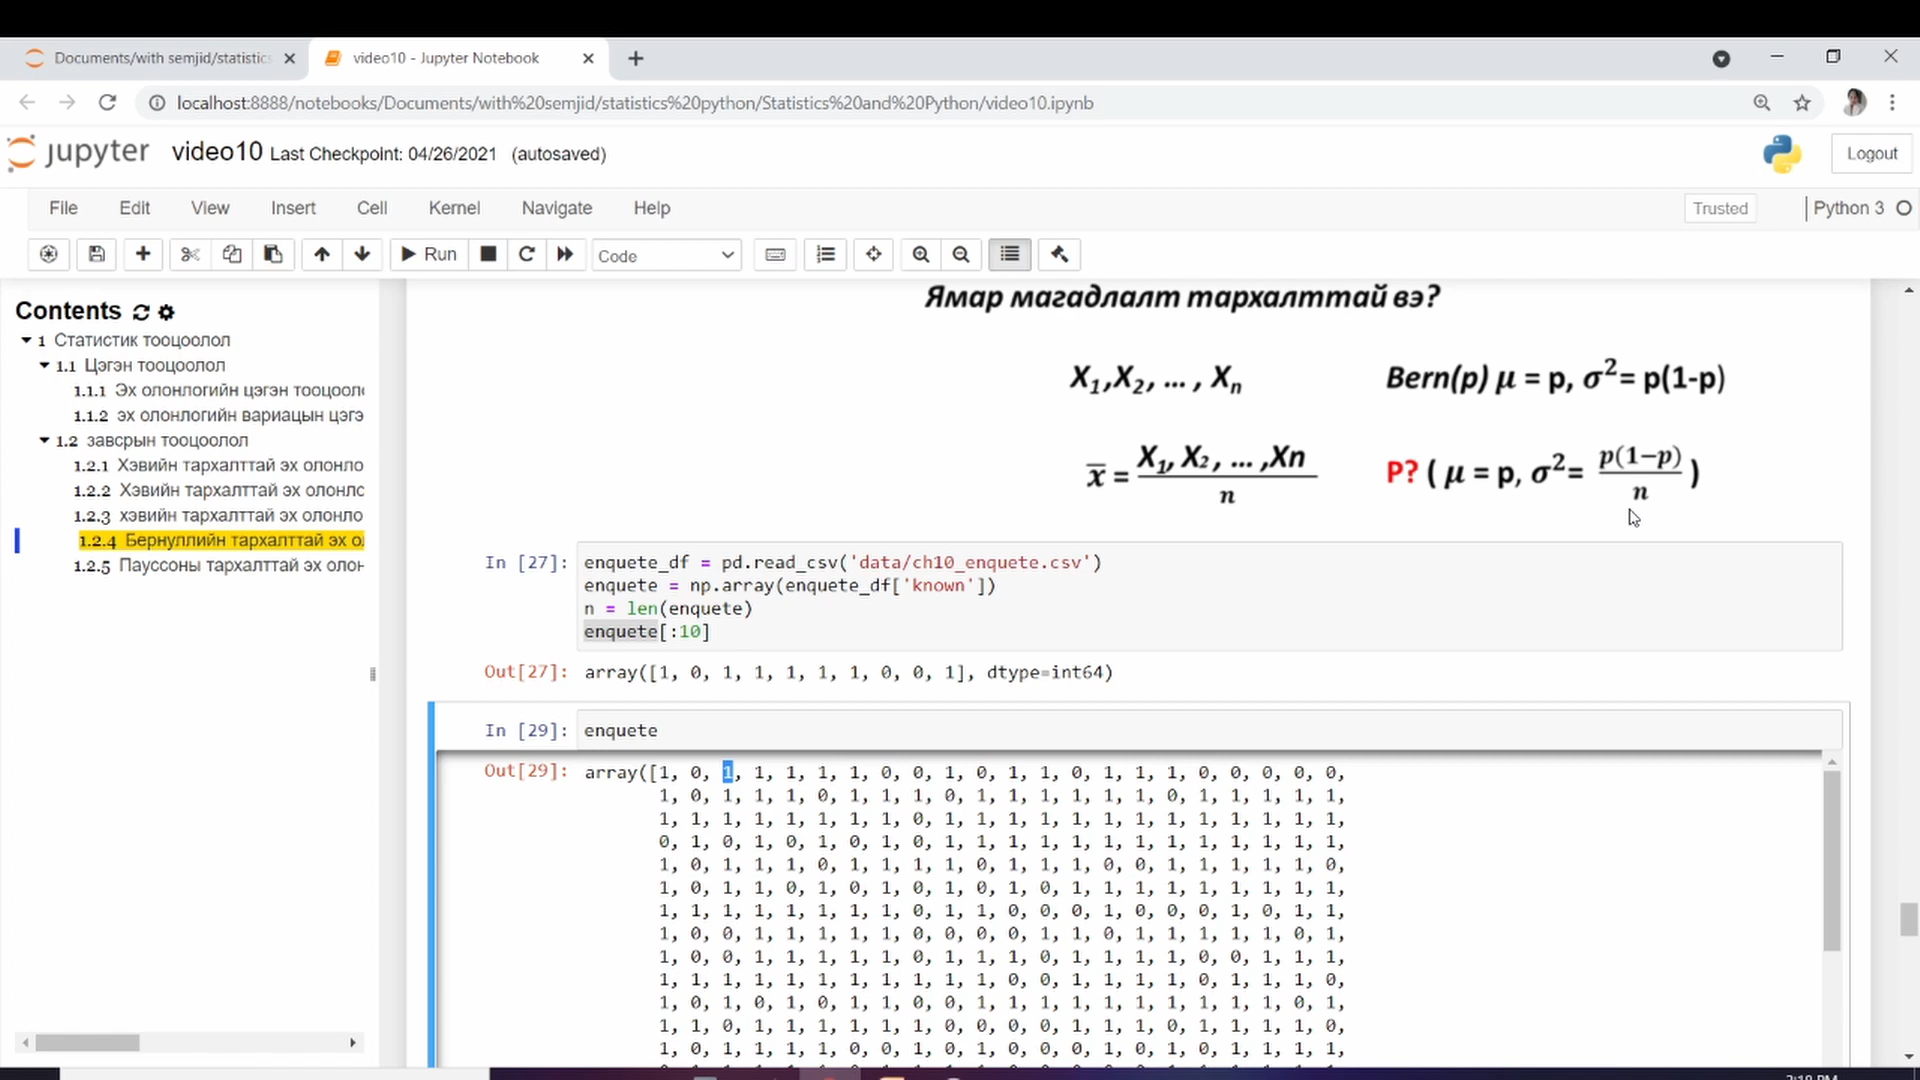 Documents/with semjid/statistics
video10 - Jupyter Notebook
localhost:8888/notebooks/Documents/with%20semjid/statistics%20python/Statistics%20and%20Python/video10.ipynb
jupyter
video10 Last Checkpoint: 04/26/2021 (autosaved)
Logout
File Edit View Insert Cell Kernel Navigate Help
Trusted
Python 3
Run
Code
Contents
1 Статистик тооцоолол
1.1 Цэгэн тооцоолол
1.1.1 Эх олонлогийн цэгэн тооцоол
1.1.2 эх олонлогийн вариацын цэгэ
1.2 завсрын тооцоолол
1.2.1 Хэвийн тархалттай эх олонло
1.2.2 Хэвийн тархалттай эх олонло
1.2.3 хэвийн тархалттай эх олонло
1.2.4 Бернуллийн тархалттай эх ол
1.2.5 Пауссоны тархалттай эх олон
Ямар магадлалт тархалттай вэ?
X₁,X₂, ... , Xₙ Bern(p) μ = p, σ²= p(1-p)
x̅ = X₁, X₂, ... ,Xn / n P? ( μ = p, σ²= p(1−p) / n )
In [27]: enquete_df = pd.read_csv('data/ch10_enquete.csv')
enquete = np.array(enquete_df['known'])
n = len(enquete)
enquete[:10]
Out[27]: array([1, 0, 1, 1, 1, 1, 1, 0, 0, 1], dtype=int64)
In [29]: enquete
Out[29]: array([1, 0, 1, 1, 1, 1, 1, 0, 0, 1, 0, 1, 1, 0, 1, 1, 1, 0, 0, 0, 0, 0,
1, 0, 1, 1, 1, 0, 1, 1, 1, 0, 1, 1, 1, 1, 1, 1, 0, 1, 1, 1, 1, 1,
1, 1, 1, 1, 1, 1, 1, 1, 0, 1, 1, 1, 1, 1, 1, 1, 1, 1, 1, 1, 1, 1,
0, 1, 0, 1, 0, 1, 0, 1, 0, 1, 1, 1, 1, 1, 1, 1, 1, 1, 1, 1, 1, 1,
1, 0, 1, 1, 1, 0, 1, 1, 1, 1, 0, 1, 1, 1, 0, 0, 1, 1, 1, 1, 1, 0,
1, 0, 1, 1, 0, 1, 0, 1, 0, 1, 0, 1, 0, 1, 1, 1, 1, 1, 1, 1, 1, 1,
1, 1, 1, 1, 1, 1, 1, 1, 0, 1, 1, 0, 0, 0, 1, 0, 0, 0, 1, 0, 1, 1,
1, 0, 0, 1, 1, 1, 1, 1, 0, 0, 0, 0, 1, 1, 0, 1, 1, 1, 1, 1, 0, 1,
1, 0, 0, 1, 1, 1, 1, 1, 0, 1, 1, 1, 0, 1, 1, 1, 1, 0, 0, 1, 1, 1,
1, 1, 1, 1, 1, 1, 1, 1, 1, 1, 1, 0, 0, 1, 1, 1, 1, 0, 1, 1, 1, 0,
1, 0, 1, 0, 1, 0, 1, 1, 0, 0, 1, 1, 1, 1, 1, 1, 1, 1, 1, 1, 0, 1,
1, 1, 0, 1, 1, 1, 1, 1, 1, 0, 0, 0, 0, 1, 1, 1, 0, 1, 1, 1, 1, 0,
1, 0, 1, 1, 1, 1, 0, 0, 1, 0, 1, 0, 0, 0, 1, 0, 1, 0, 1, 1, 1, 1,